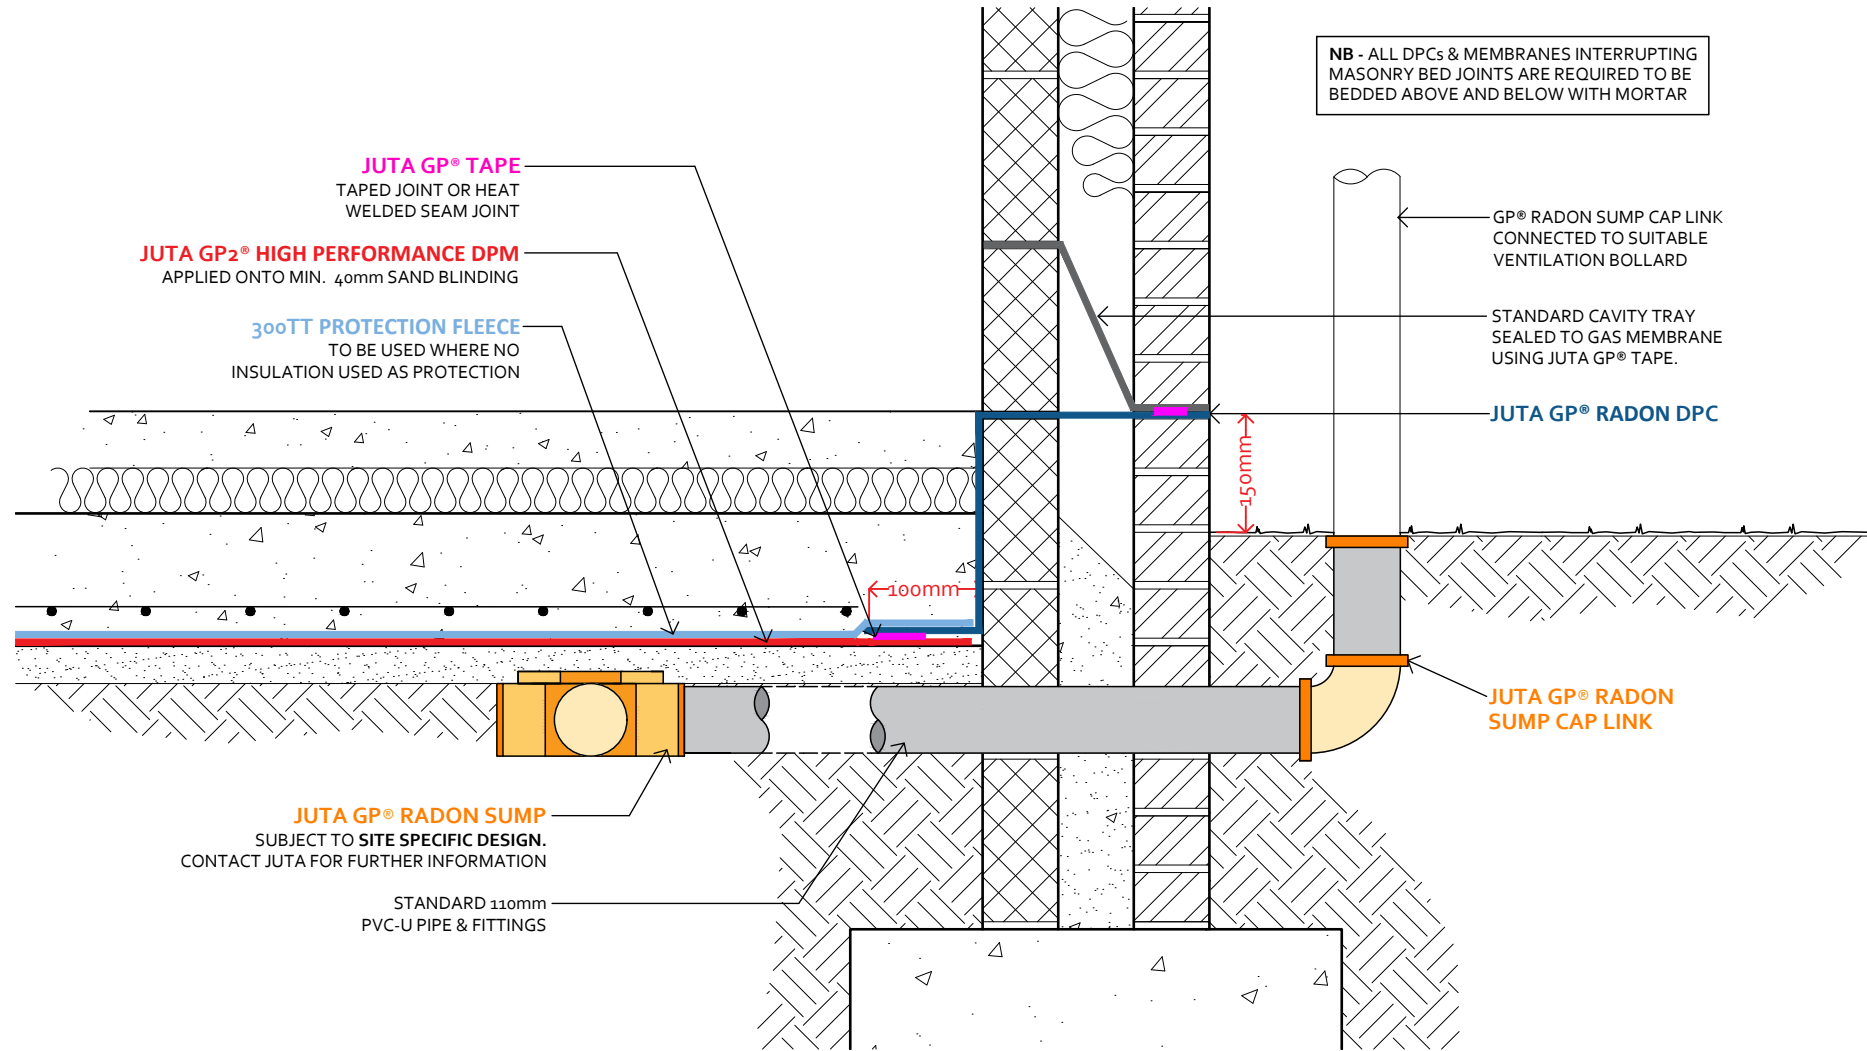 NB - ALL DPCs & MEMBRANES INTERRUPTING
MASONRY BED JOINTS ARE REQUIRED TO BE
BEDDED ABOVE AND BELOW WITH MORTAR
JUTA GP® TAPE
TAPED JOINT OR HEAT
WELDED SEAM JOINT
JUTA GP2® HIGH PERFORMANCE DPM
APPLIED ONTO MIN. 40mm SAND BLINDING
300TT PROTECTION FLEECE
TO BE USED WHERE NO
INSULATION USED AS PROTECTION
GP® RADON SUMP CAP LINK
CONNECTED TO SUITABLE
VENTILATION BOLLARD
STANDARD CAVITY TRAY
SEALED TO GAS MEMBRANE
USING JUTA GP® TAPE.
JUTA GP® RADON DPC
150mm
100mm
JUTA GP® RADON
SUMP CAP LINK
JUTA GP® RADON SUMP
SUBJECT TO SITE SPECIFIC DESIGN.
CONTACT JUTA FOR FURTHER INFORMATION
STANDARD 110mm
PVC-U PIPE & FITTINGS